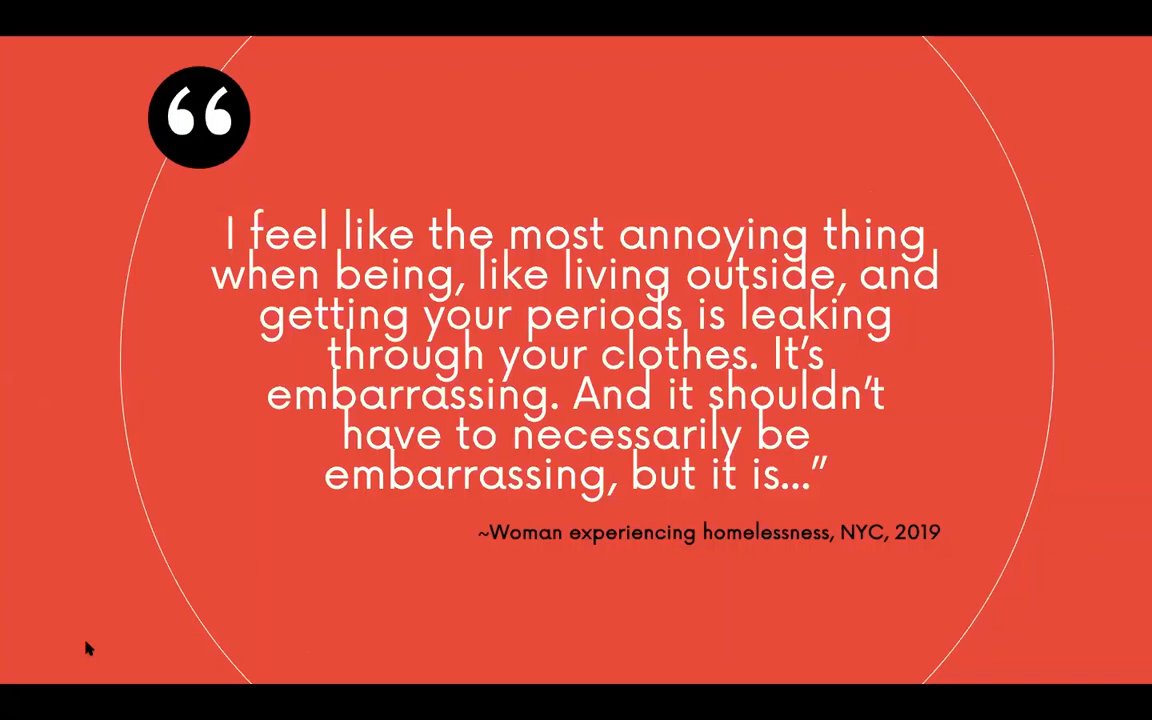 “
I feel like the most annoying thing
when being, like living outside, and
getting your periods is leaking
through your clothes. It’s
embarrassing. And it shouldn’t
have to necessarily be
embarrassing, but it is...”
~Woman experiencing homelessness, NYC, 2019